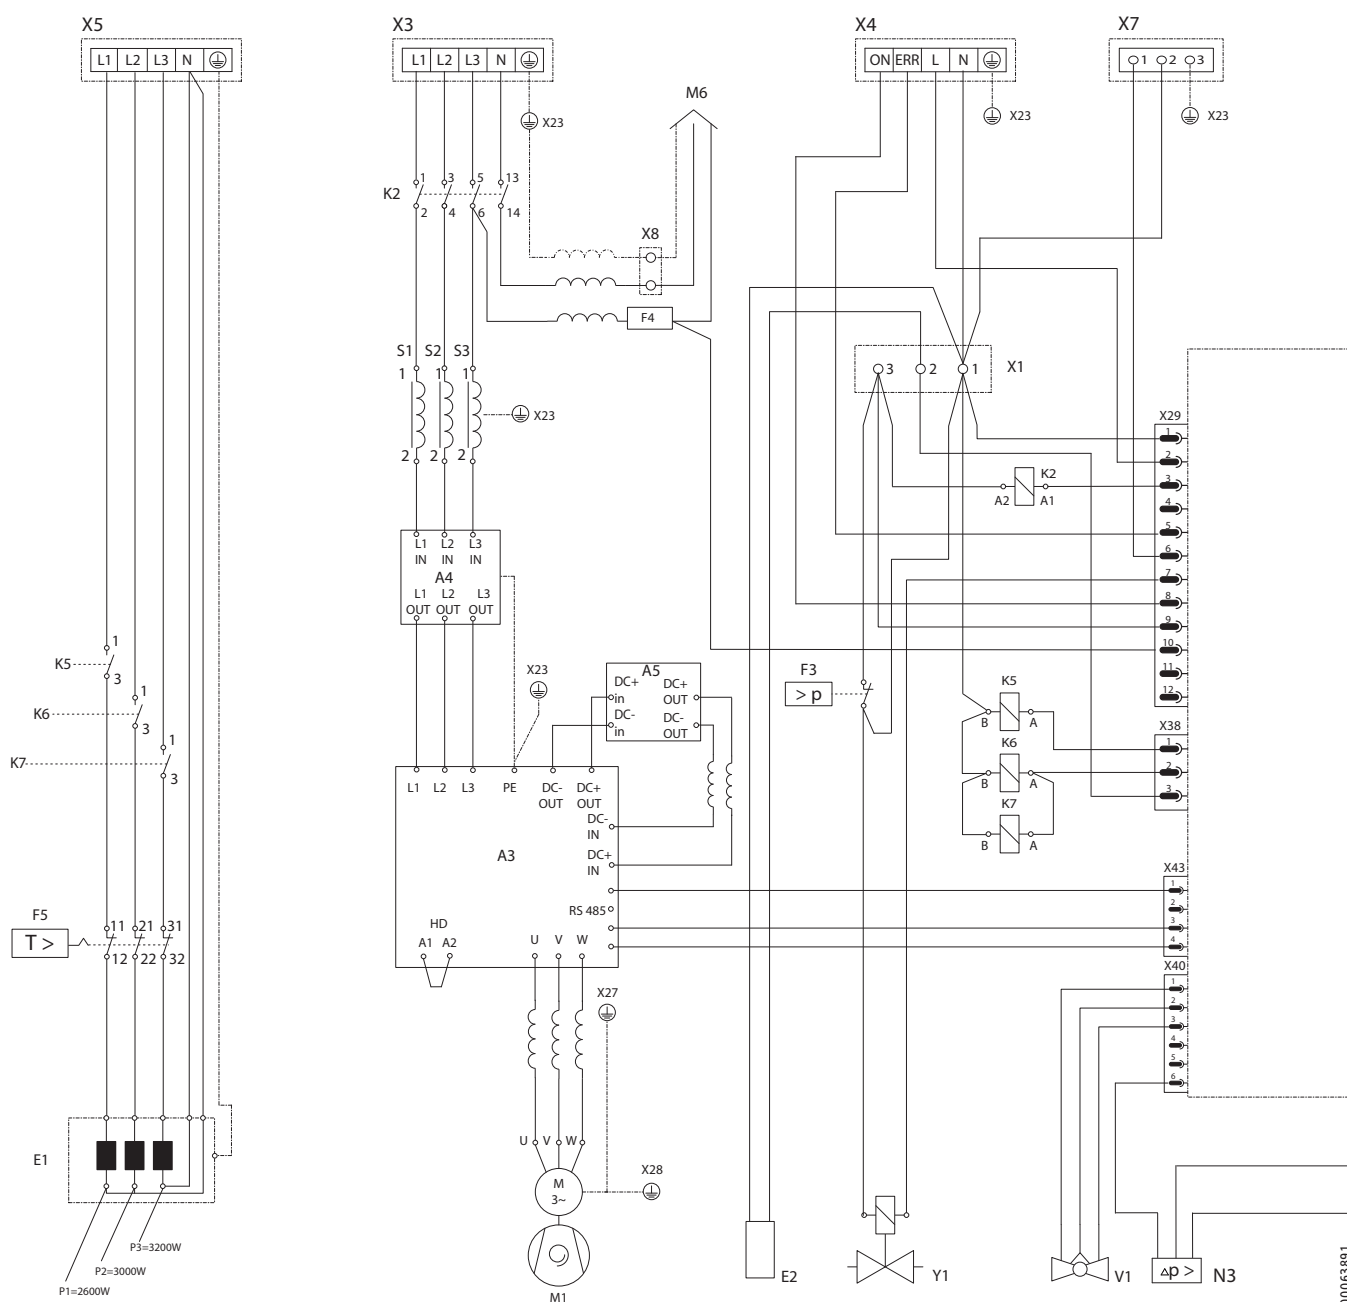 X5
X3
X4
X7
L1 L2 L3 N
L1 L2 L3 N
ON ERR L N
1 2 3
X23
M6
X23
X23
K2
1 3 5 13
2 4 6 14
X8
F4
S1 S2 S3
1 1 1
X23
2 2 2
3 2 1
X1
X29
1
2
3
4
5
6
7
8
9
10
11
12
K2
A2 A1
L1 L2 L3
IN IN IN
A4
L1 L2 L3
OUT OUT OUT
K5
1
3
K6
1
3
K7
1
3
X23
A5
DC+
in
DC+
OUT
DC-
in
DC-
OUT
F3
> p
K5
B A
K6
B A
K7
B A
X38
1
2
3
L1 L2 L3 PE DC- DC+
OUT OUT
DC-
IN
A3
DC+
IN
RS 485
HD
A1 A2
U V W
X43
1
2
3
4
X40
1
2
3
4
5
6
F5
T >
11 21 31
12 22 32
X27
U V W
M
3~
X28
M1
E1
P3=3200W
P2=3000W
P1=2600W
E2
Y1
V1
△p >
N3
00063891